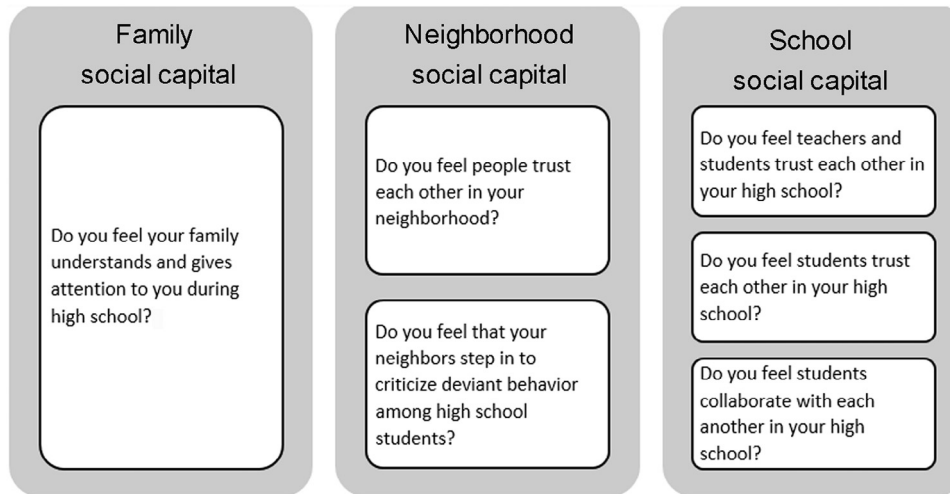 Family
social capital
Do you feel your family
understands and gives
attention to you during
high school?
Neighborhood
social capital
Do you feel people trust
each other in your
neighborhood?
Do you feel that your
neighbors step in to
criticize deviant behavior
among high school
students?
School
social capital
Do you feel teachers and
students trust each other in
your high school?
Do you feel students trust
each other in your high
school?
Do you feel students
collaborate with each
another in your high
school?